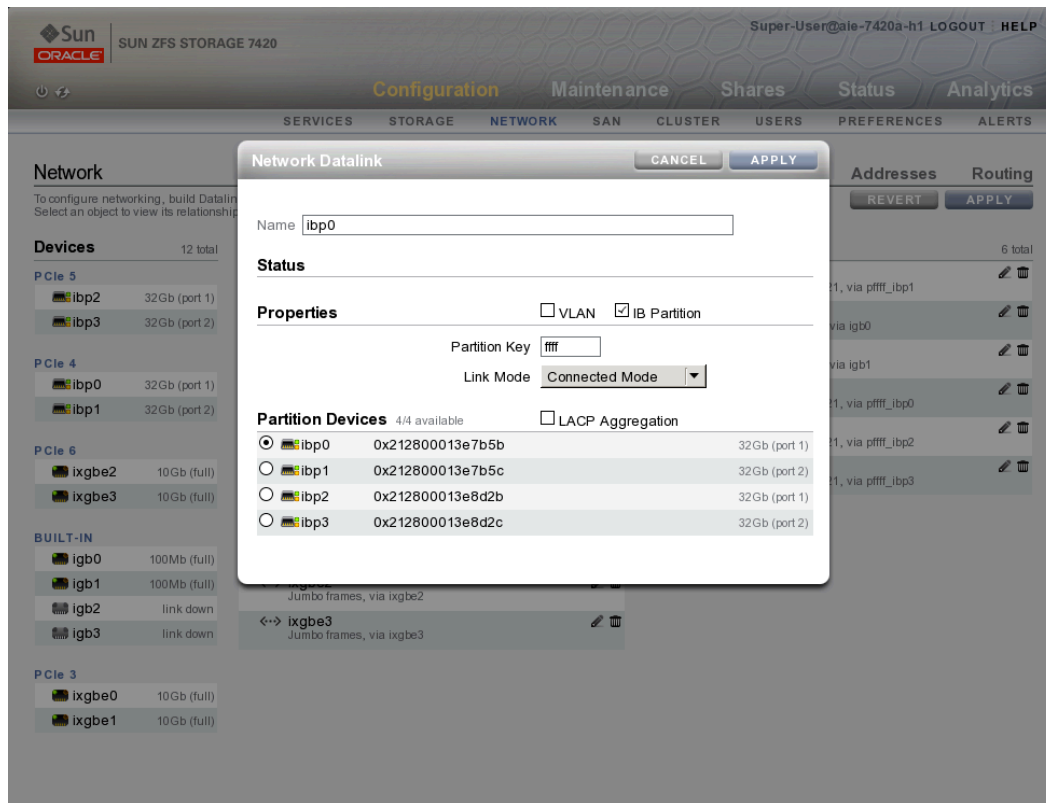 Sun
ORACLE
SUN ZFS STORAGE 7420
Super-User@aie-7420a-h1 LOGOUT HELP
Configuration Maintenance Shares Status Analytics
SERVICES STORAGE NETWORK SAN CLUSTER USERS PREFERENCES ALERTS
Network
Addresses Routing
To configure networking, build Datalin
Select an object to view its relationship
REVERT APPLY
Devices 12 total
6 total
PCIe 5
ibp2 32Gb (port 1)
ibp3 32Gb (port 2)
PCIe 4
ibp0 32Gb (port 1)
ibp1 32Gb (port 2)
PCIe 6
ixgbe2 10Gb (full)
ixgbe3 10Gb (full)
BUILT-IN
igb0 100Mb (full)
igb1 100Mb (full)
igb2 link down
igb3 link down
PCIe 3
ixgbe0 10Gb (full)
ixgbe1 10Gb (full)
Network Datalink
CANCEL APPLY
Name ibp0
Status
Properties VLAN IB Partition
Partition Key ffff
Link Mode Connected Mode
Partition Devices 4/4 available LACP Aggregation
ibp0 0x212800013e7b5b 32Gb (port 1)
ibp1 0x212800013e7b5c 32Gb (port 2)
ibp2 0x212800013e8d2b 32Gb (port 1)
ibp3 0x212800013e8d2c 32Gb (port 2)
Jumbo frames, via ixgbe2
ixgbe3
Jumbo frames, via ixgbe3
21, via pffff_ibp1
via igb0
via igb1
21, via pffff_ibp0
21, via pffff_ibp2
21, via pffff_ibp3